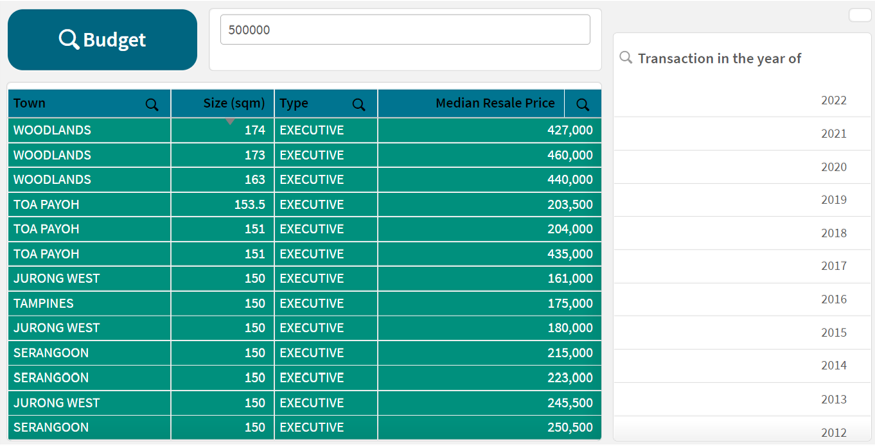 Budget
500000
Transaction in the year of
Town Size (sqm) Type Median Resale Price
WOODLANDS 174 EXECUTIVE 427,000
WOODLANDS 173 EXECUTIVE 460,000
WOODLANDS 163 EXECUTIVE 440,000
TOA PAYOH 153.5 EXECUTIVE 203,500
TOA PAYOH 151 EXECUTIVE 204,000
TOA PAYOH 151 EXECUTIVE 435,000
JURONG WEST 150 EXECUTIVE 161,000
TAMPINES 150 EXECUTIVE 175,000
JURONG WEST 150 EXECUTIVE 180,000
SERANGOON 150 EXECUTIVE 215,000
SERANGOON 150 EXECUTIVE 223,000
JURONG WEST 150 EXECUTIVE 245,500
SERANGOON 150 EXECUTIVE 250,500
2022
2021
2020
2019
2018
2017
2016
2015
2014
2013
2012